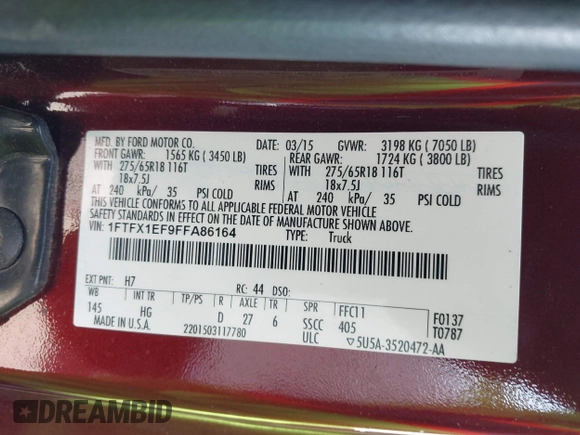 MFD. BY FORD MOTOR CO.
DATE: 03/15 GVWR: 3198 KG ( 7050 LB)
FRONT GAWR: 1565 KG ( 3450 LB) REAR GAWR: 1724 KG ( 3800 LB)
WITH 275/65R18 116T TIRES WITH 275/65R18 116T TIRES
18x7.5J RIMS 18x7.5J RIMS
AT 240 kPa/ 35 PSI COLD AT 240 kPa/ 35 PSI COLD
THIS VEHICLE CONFORMS TO ALL APPLICABLE FEDERAL MOTOR VEHICLE
SAFETY STANDARDS IN EFFECT ON THE DATE OF MANUFACTURE SHOWN ABOVE.
VIN: 1FTFX1EF9FFA86164 TYPE: Truck
EXT PNT: H7 RC: 44 DSO:
WB INT TR TP/PS R AXLE TR SPR FFC11 F0137
145 HG D 27 6 SSCC 405 T0787
MADE IN U.S.A. 2201503117780 ULC ▽5U5A-3520472-AA
DREAMBID